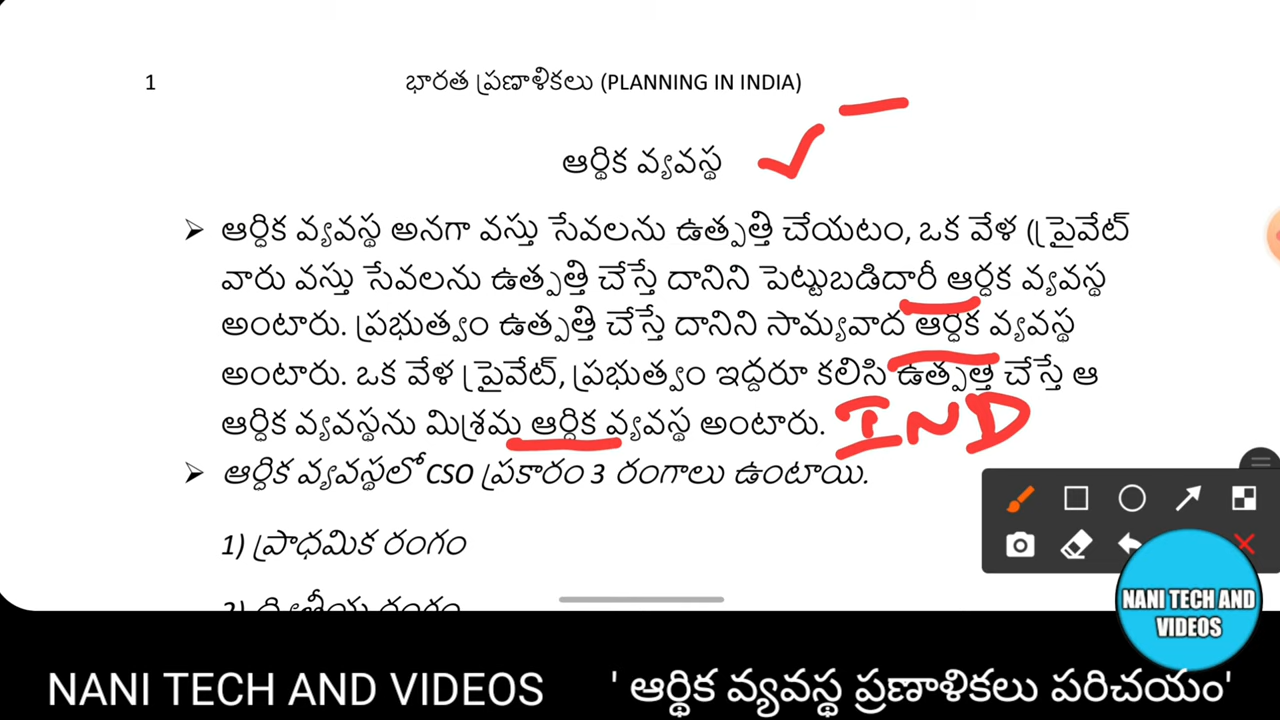 1 భారత ప్రణాళికలు (PLANNING IN INDIA)
ఆర్థిక వ్యవస్థ
➢ ఆర్ధిక వ్యవస్థ అనగా వస్తు సేవలను ఉత్పత్తి చేయటం, ఒక వేళ (ప్రైవేట్
వారు వస్తు సేవలను ఉత్పత్తి చేస్తే దానిని పెట్టుబడిదారీ ఆర్ధక వ్యవస్థ
అంటారు. ప్రభుత్వం ఉత్పత్తి చేస్తే దానిని సామ్యవాద ఆర్ధిక వ్యవస్థ
అంటారు. ఒక వేళ ప్రైవేట్, ప్రభుత్వం ఇద్దరూ కలిసి ఉత్పత్తి చేస్తే ఆ
ఆర్ధిక వ్యవస్థను మిశ్రమ ఆర్ధిక వ్యవస్థ అంటారు. IND
➢ ఆర్ధిక వ్యవస్థలో CSO ప్రకారం 3 రంగాలు ఉంటాయి.
1) ప్రాధమిక రంగం
2) ద్వితీయ రంగం
NANI TECH AND
VIDEOS
NANI TECH AND VIDEOS ' ఆర్థిక వ్యవస్థ ప్రణాళికలు పరిచయం'